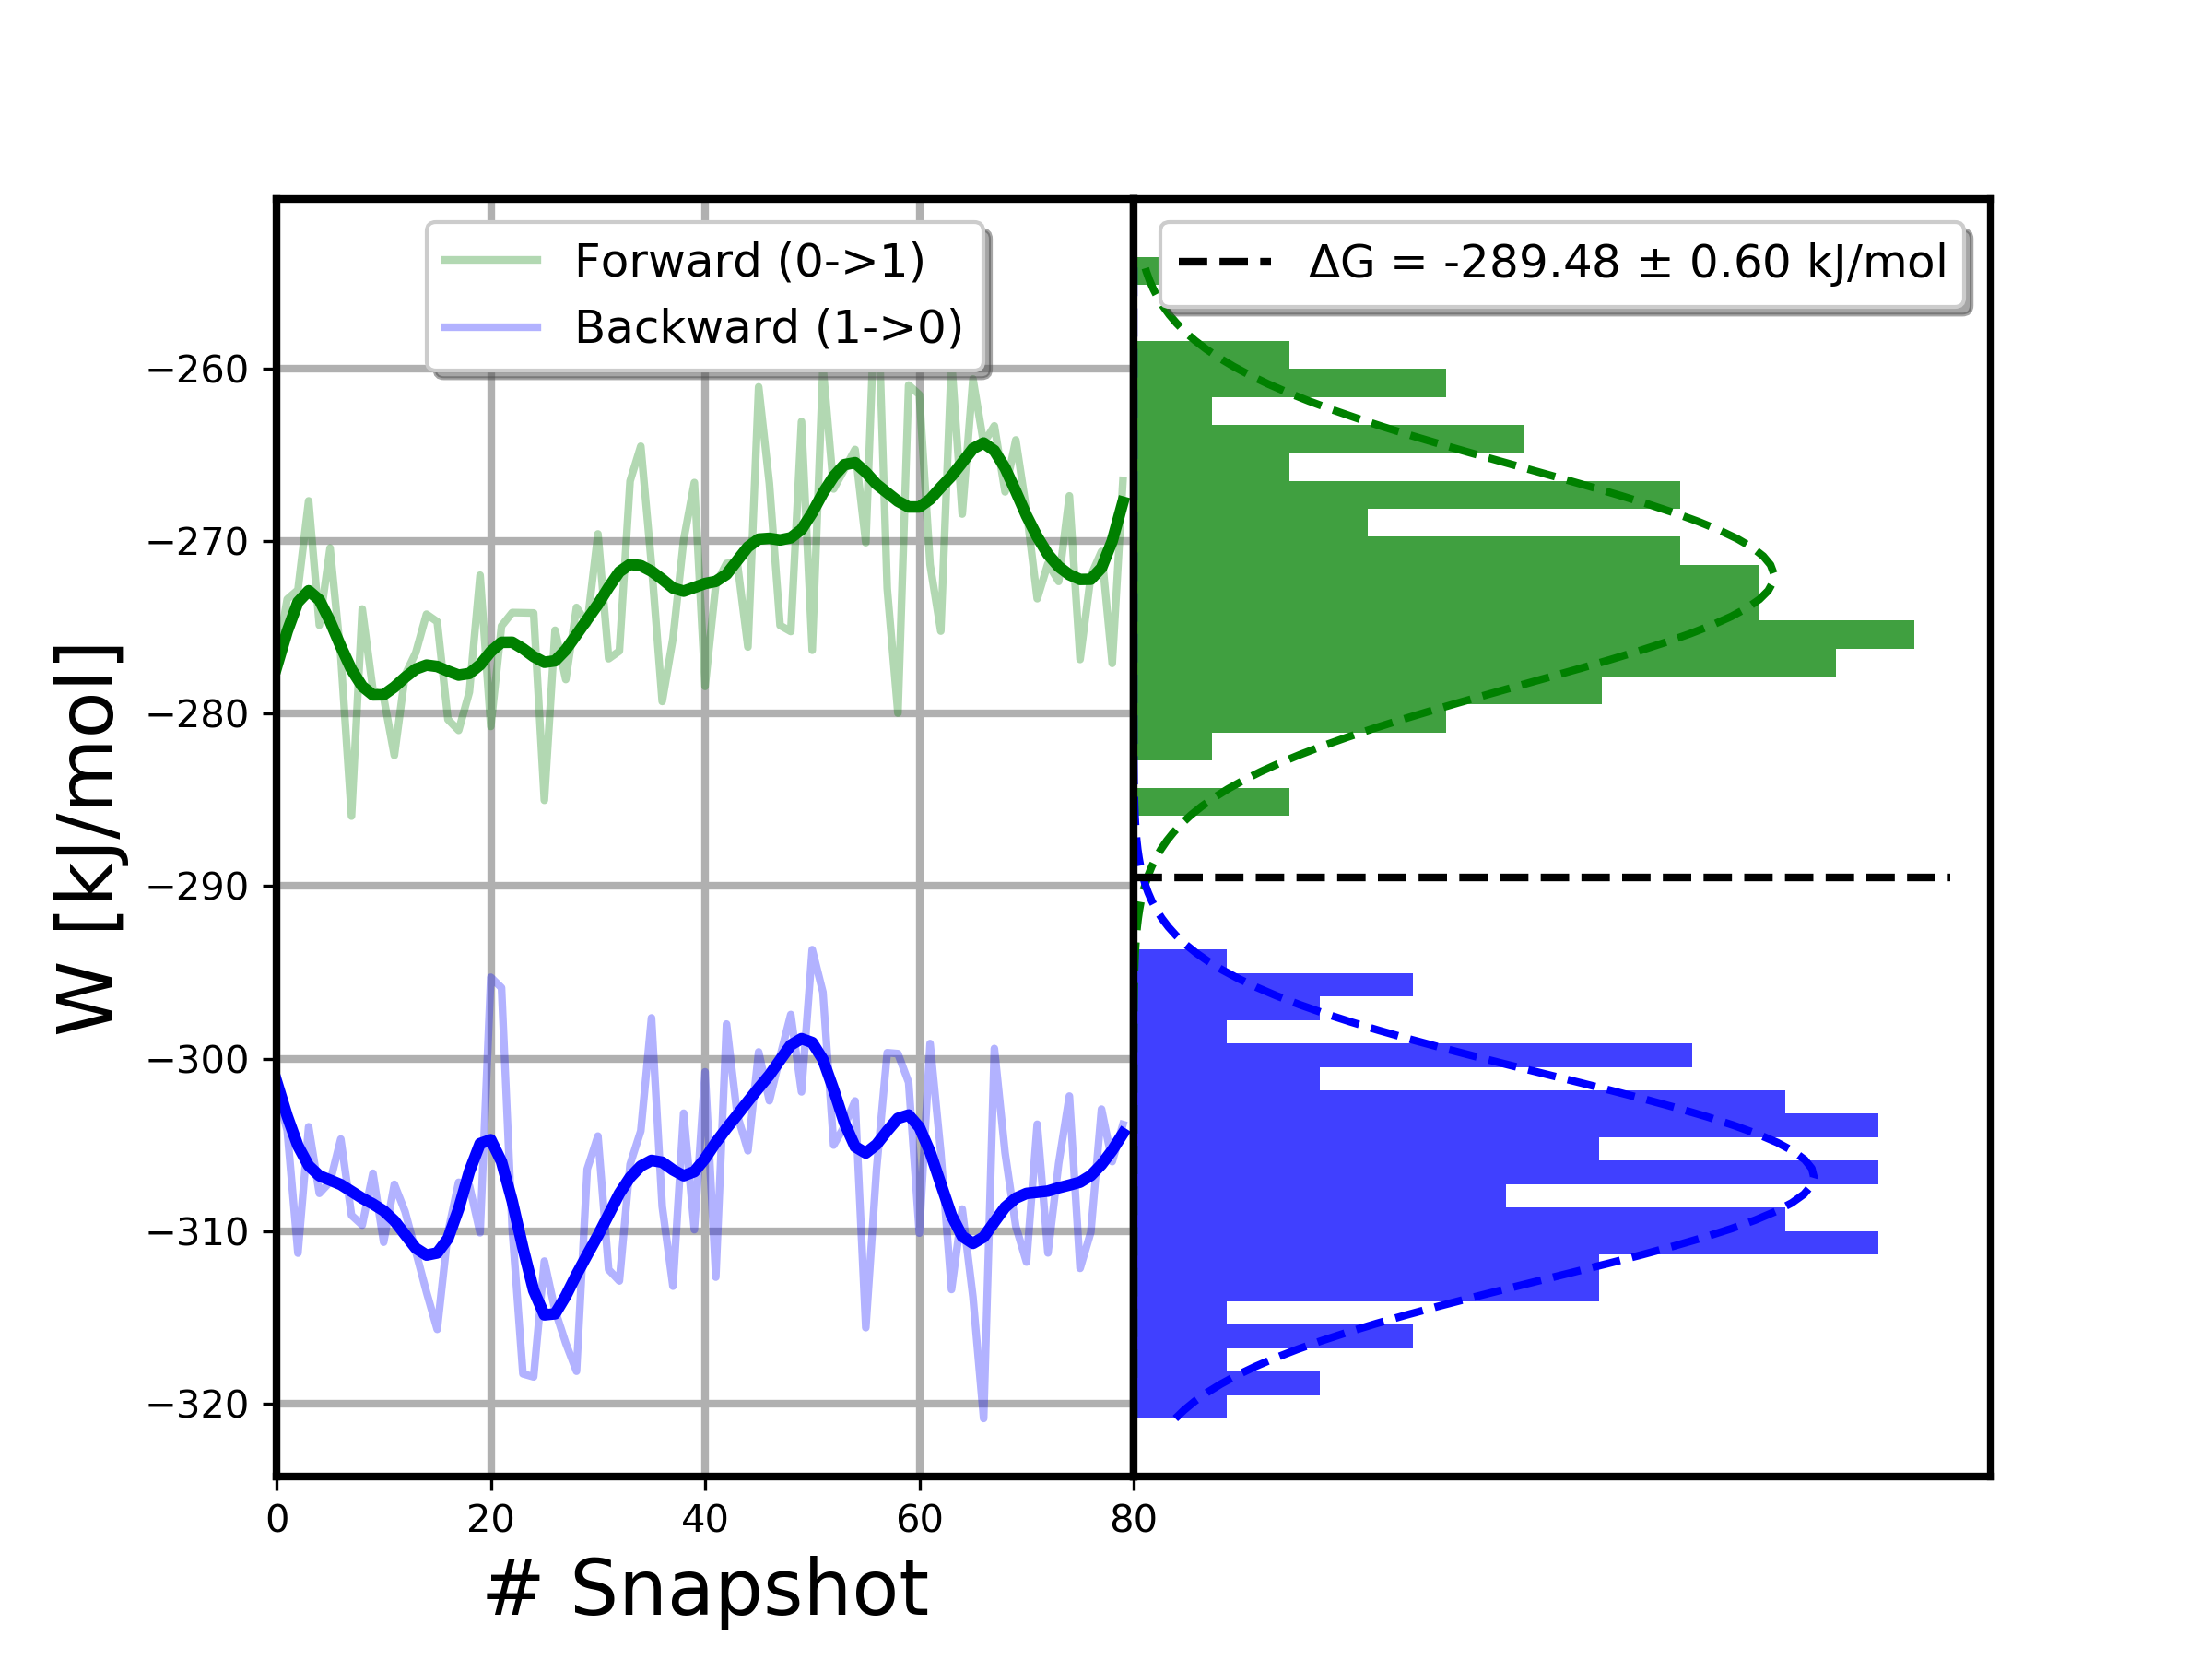 Forward (0->1)
Backward (1->0)
ΔG = -289.48 ± 0.60 kJ/mol
W [kJ/mol]
−260
−270
−280
−290
−300
−310
−320
0 20 40 60 80
# Snapshot